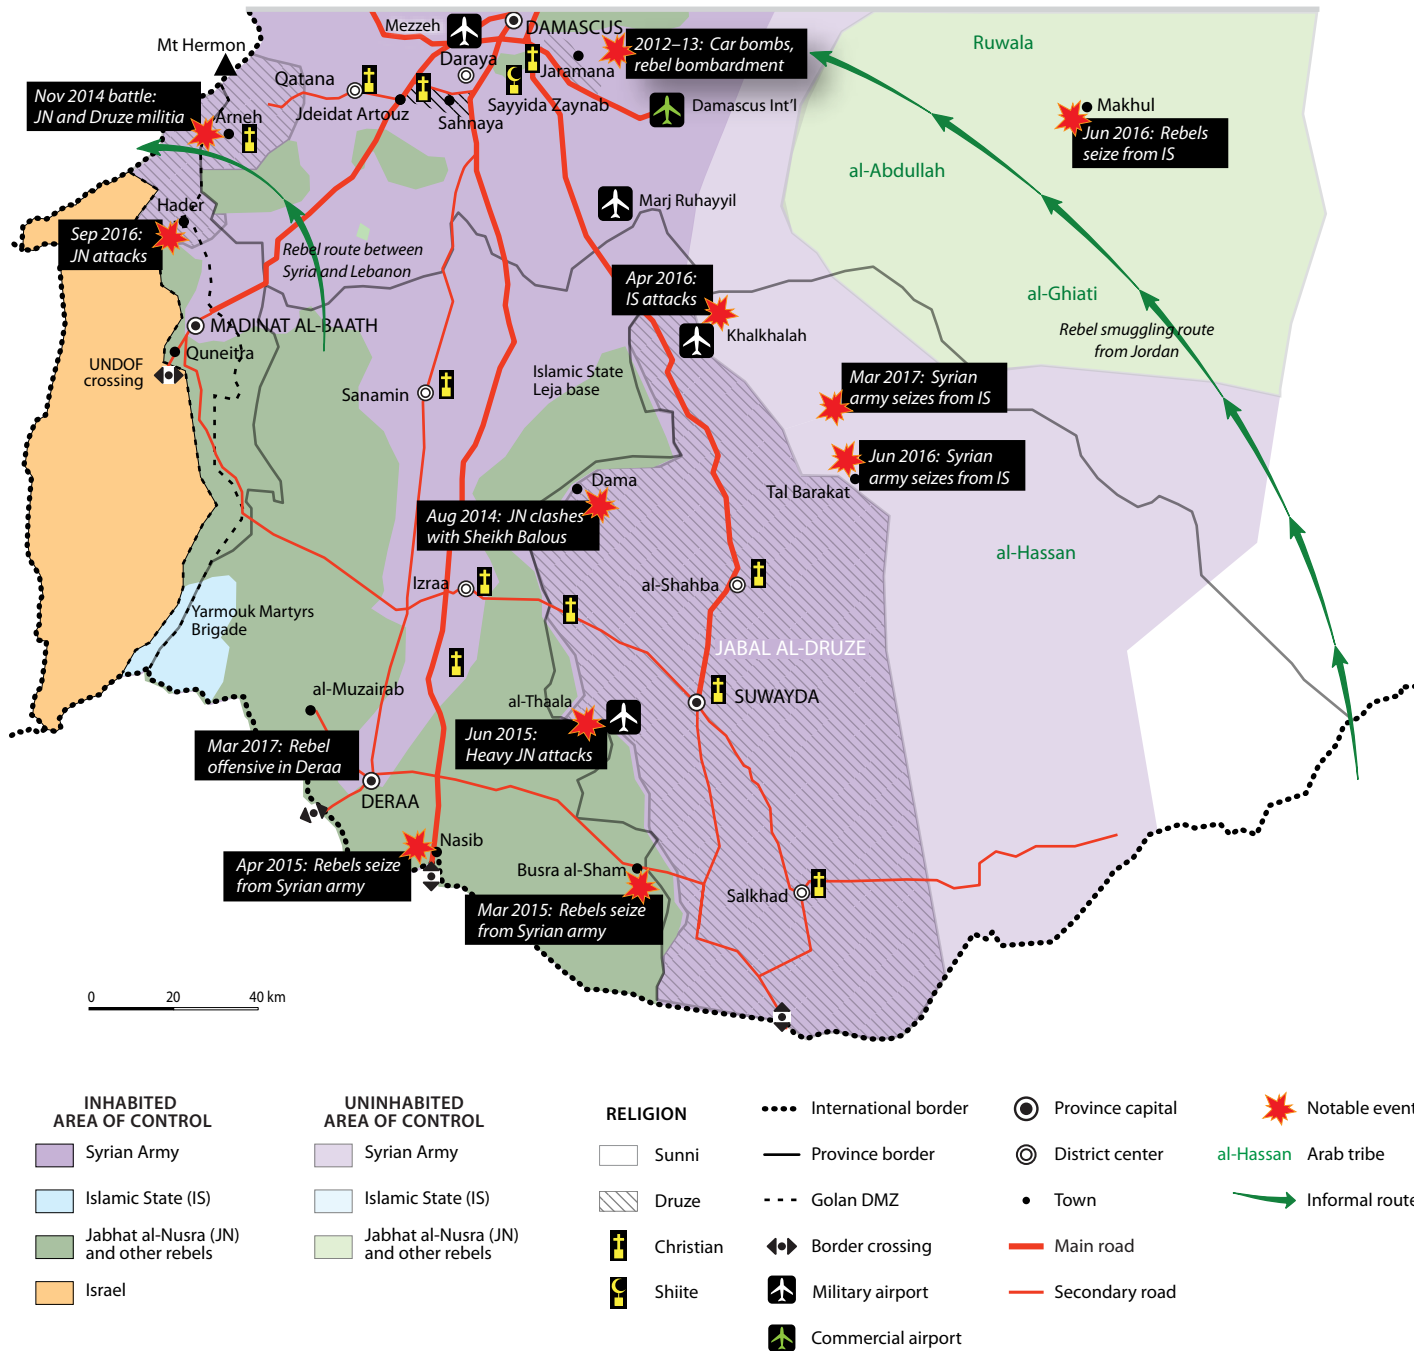 Mezzeh
DAMASCUS
Ruwala
2012–13: Car bombs,
rebel bombardment
Mt Hermon
Daraya
Jaramana
Qatana
Nov 2014 battle:
JN and Druze militia
Arneh
Jdeidat Artouz
Sahnaya
Sayyida Zaynab
Damascus Int'l
Makhul
Jun 2016: Rebels
seize from IS
al-Abdullah
Hader
Marj Ruhayyil
Sep 2016:
JN attacks
Rebel route between
Syria and Lebanon
Apr 2016:
IS attacks
al-Ghiati
Khalkhalah
Rebel smuggling route
from Jordan
MADINAT AL-BAATH
Quneitra
UNDOF
crossing
Islamic State
Leja base
Sanamin
Mar 2017: Syrian
army seizes from IS
Jun 2016: Syrian
army seizes from IS
Tal Barakat
Dama
Aug 2014: JN clashes
with Sheikh Balous
al-Hassan
Izraa
al-Shahba
Yarmouk Martyrs
Brigade
JABAL AL-DRUZE
al-Muzairab
al-Thaala
SUWAYDA
Mar 2017: Rebel
offensive in Deraa
Jun 2015:
Heavy JN attacks
DERAA
Nasib
Apr 2015: Rebels seize
from Syrian army
Busra al-Sham
Salkhad
Mar 2015: Rebels seize
from Syrian army
0 20 40 km
INHABITED
AREA OF CONTROL
Syrian Army
Islamic State (IS)
Jabhat al-Nusra (JN)
and other rebels
Israel
UNINHABITED
AREA OF CONTROL
Syrian Army
Islamic State (IS)
Jabhat al-Nusra (JN)
and other rebels
RELIGION
Sunni
Druze
Christian
Shiite
International border
Province border
Golan DMZ
Border crossing
Military airport
Commercial airport
Province capital
District center
Town
Main road
Secondary road
Notable event
al-Hassan Arab tribe
Informal route